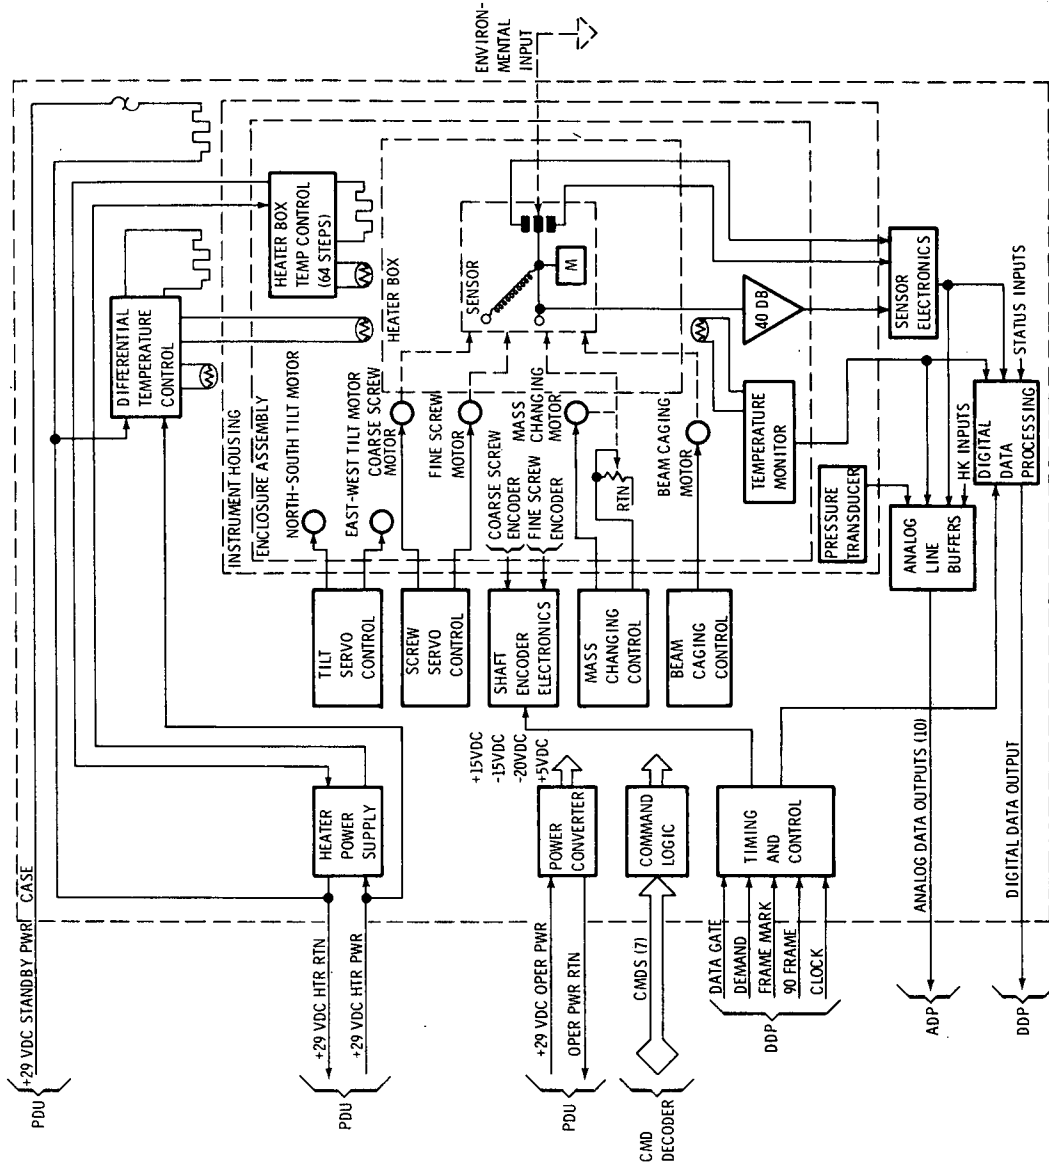 PDU
+29 VDC STANDBY PWR
CASE
+29 VDC HTR RTN
+29 VDC HTR PWR
PDU
HEATER
POWER
SUPPLY
DIFFERENTIAL
TEMPERATURE
CONTROL
INSTRUMENT HOUSING
ENCLOSURE ASSEMBLY
HEATER BOX
TEMP CONTROL
(64 STEPS)
NORTH-SOUTH TILT MOTOR
EAST-WEST TILT MOTOR
COARSE SCREW
MOTOR
FINE SCREW
MOTOR
HEATER BOX
SENSOR
M
ENVIRON-
MENTAL
INPUT
TILT
SERVO
CONTROL
SCREW
SERVO
CONTROL
COARSE SCREW
ENCODER
FINE SCREW
ENCODER
SHAFT
ENCODER
ELECTRONICS
MASS
CHANGING
MOTOR
RTN
MASS
CHANGING
CONTROL
BEAM CAGING
MOTOR
BEAM
CAGING
CONTROL
+29 VDC OPER PWR
OPER PWR RTN
PDU
POWER
CONVERTER
+15VDC
-15VDC
-20VDC
+5VDC
CMD
DECODER
CMDS (7)
COMMAND
LOGIC
DATA GATE
DEMAND
FRAME MARK
90 FRAME
CLOCK
DDP
TIMING
AND
CONTROL
TEMPERATURE
MONITOR
40 DB
SENSOR
ELECTRONICS
PRESSURE
TRANSDUCER
ANALOG
LINE
BUFFERS
HK INPUTS
STATUS INPUTS
DIGITAL
DATA
PROCESSING
ANALOG DATA OUTPUTS (10)
ADP
DIGITAL DATA OUTPUT
DDP